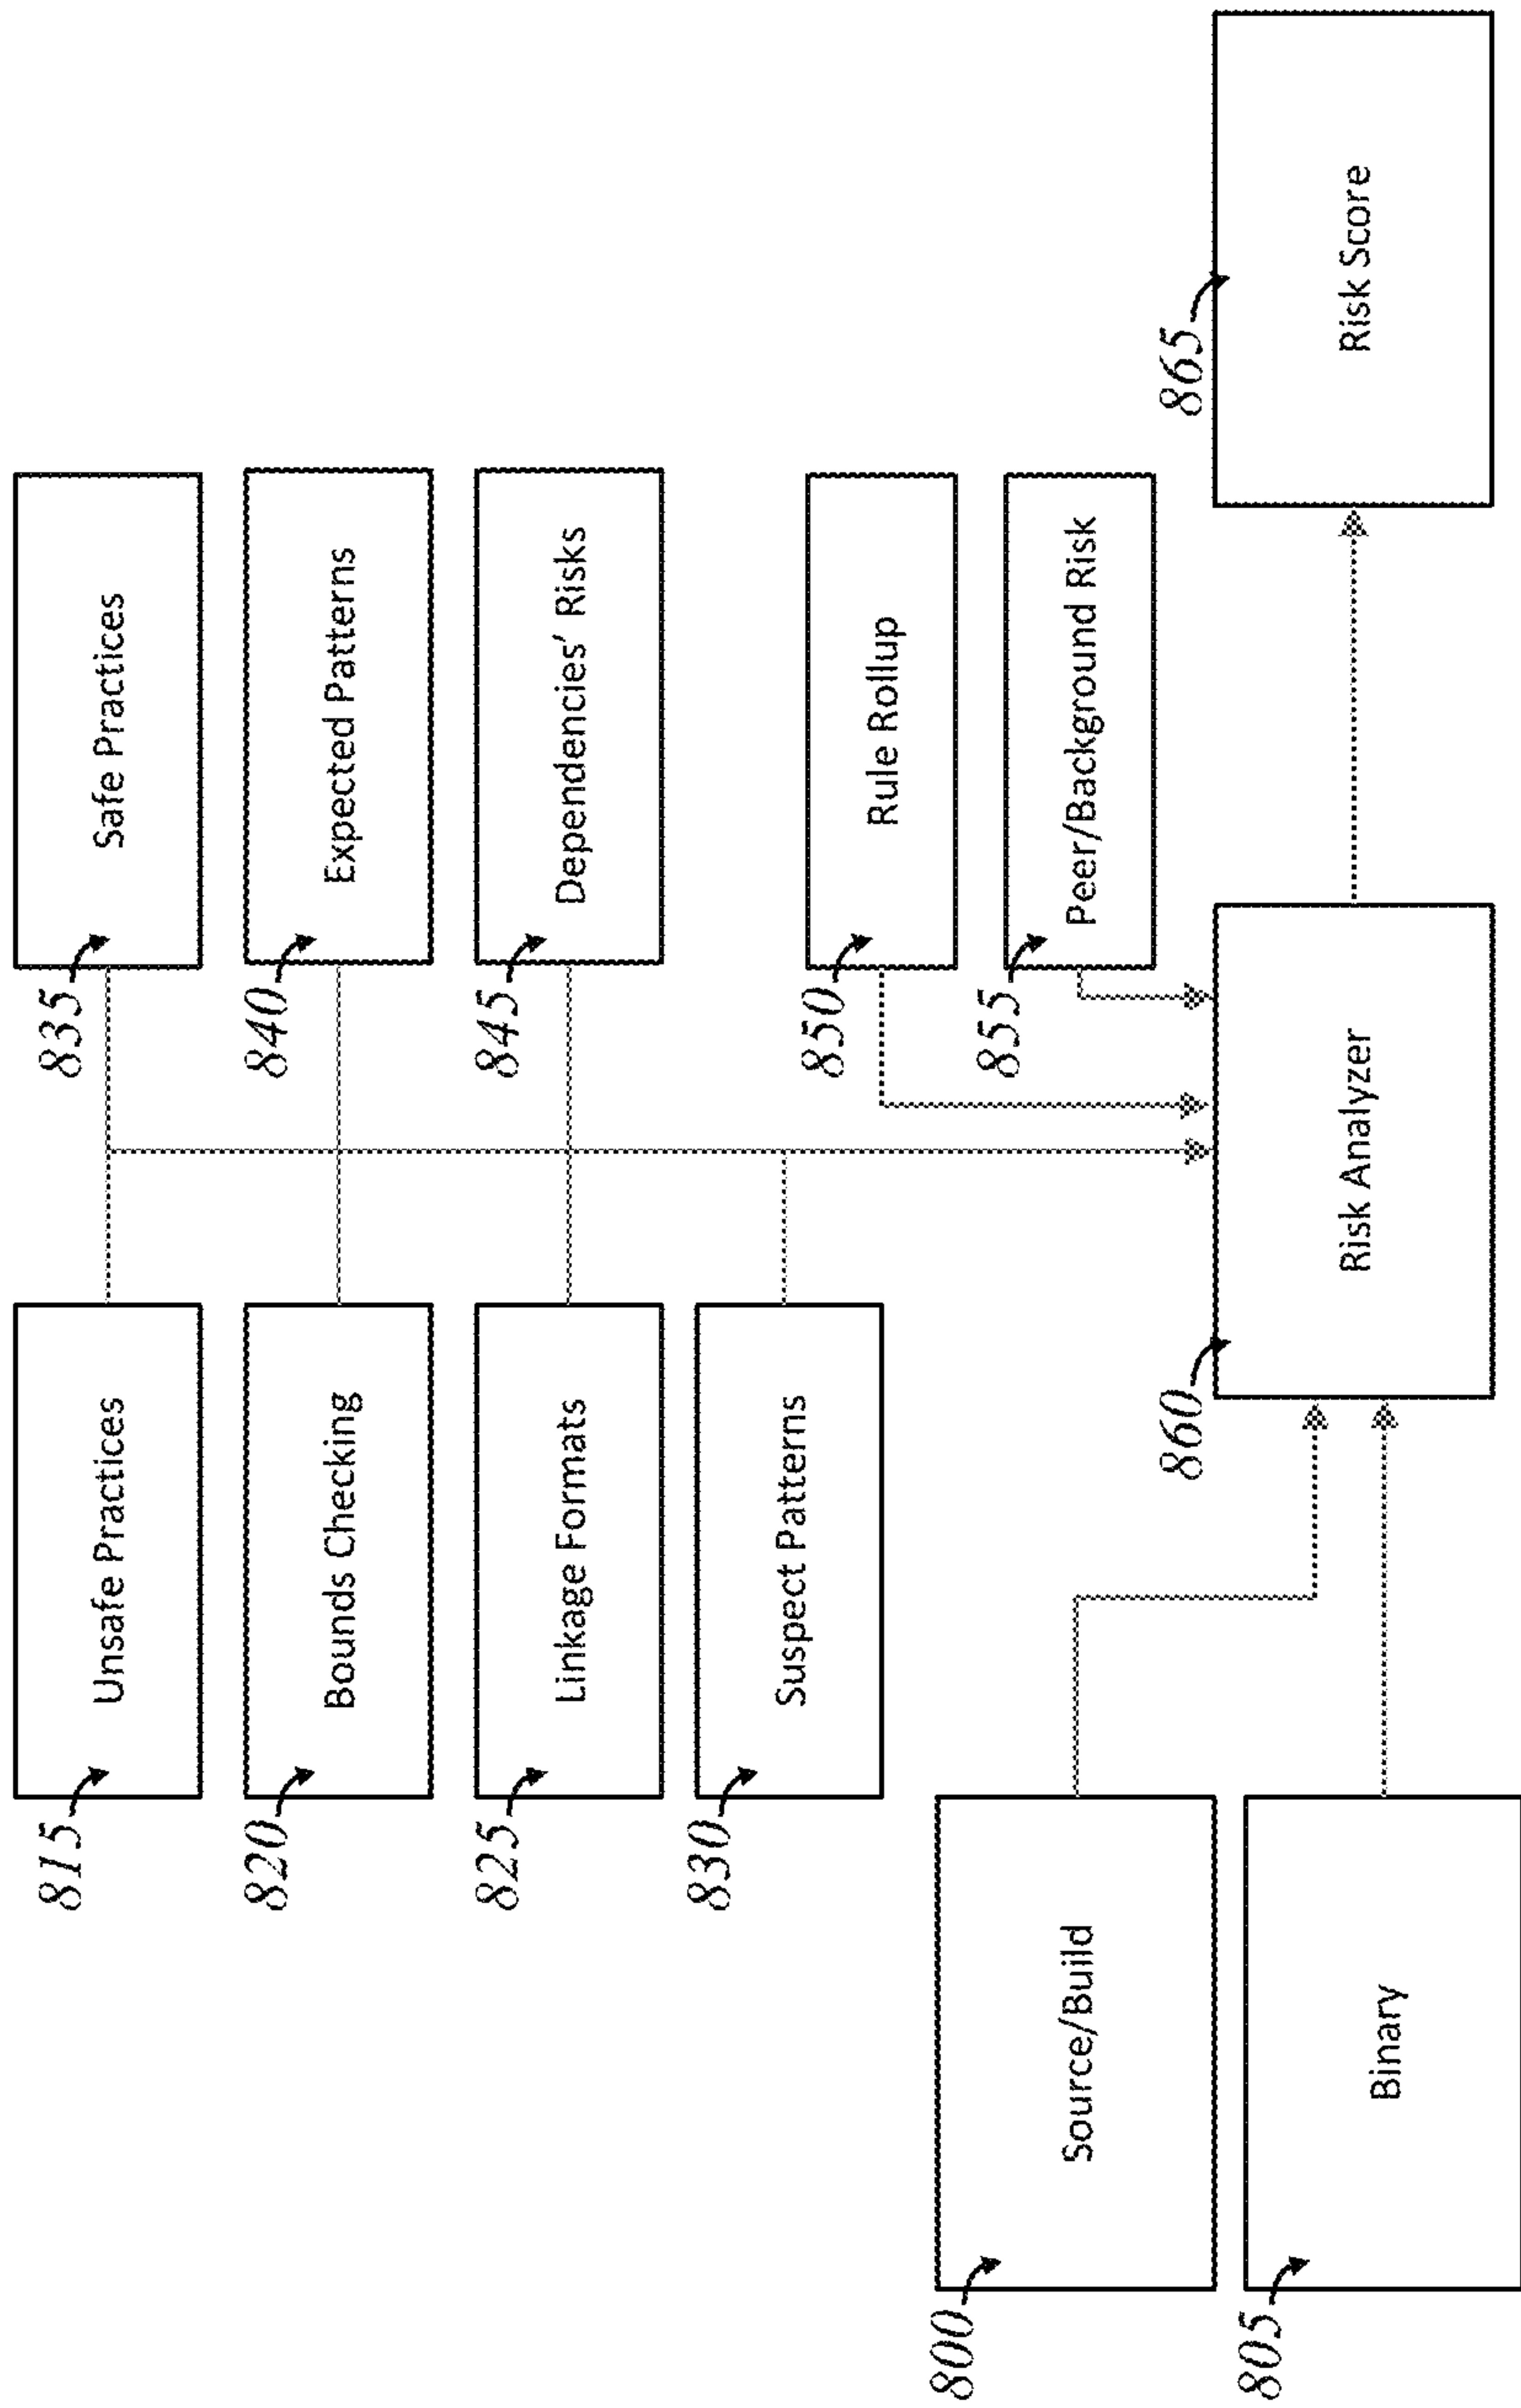 815
Unsafe Practices
835
Safe Practices
820
Bounds Checking
840
Expected Patterns
825
Linkage Formats
845
Dependencies' Risks
830
Suspect Patterns
850
Rule Rollup
800
Source/Build
855
Peer/Background Risk
805
Binary
860
Risk Analyzer
865
Risk Score